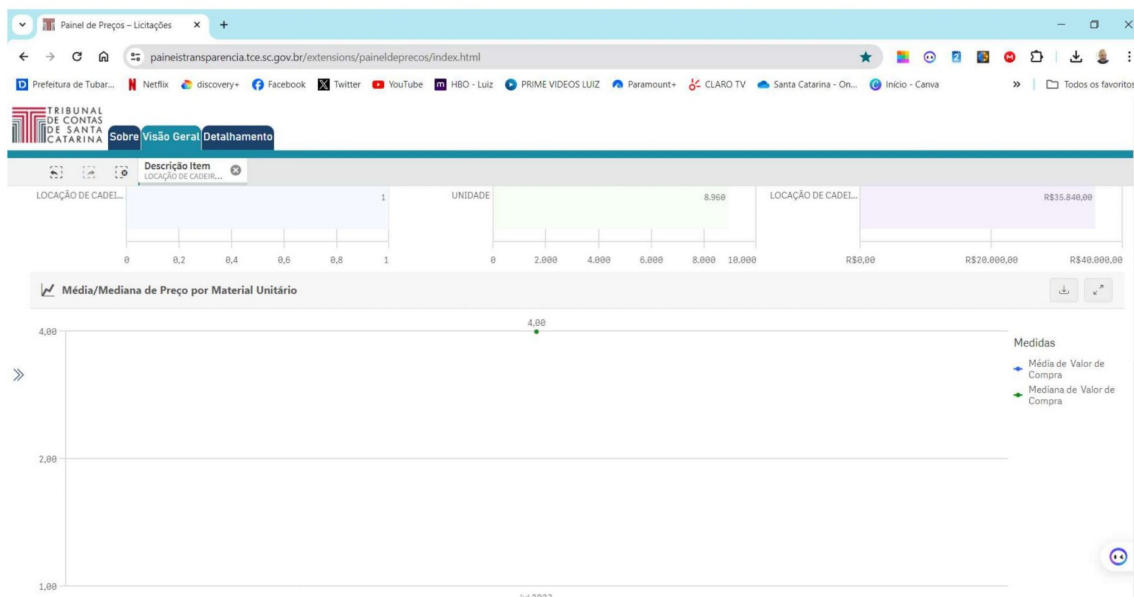 Painel de Preços – Licitações
paineistransparencia.tce.sc.gov.br/extensions/paineldeprecos/index.html
Prefeitura de Tubar... Netflix discovery+ Facebook Twitter YouTube HBO - Luiz PRIME VIDEOS LUIZ Paramount+ CLARO TV Santa Catarina - On... Início - Canva » Todos os favoritos
TRIBUNAL
DE CONTAS
DE SANTA
CATARINA
Sobre Visão Geral Detalhamento
Descrição Item
LOCAÇÃO DE CADEIR...
LOCAÇÃO DE CADEI... 1 UNIDADE 8.960 LOCAÇÃO DE CADEI... R$35.840,00
0 0,2 0,4 0,6 0,8 1 0 2.000 4.000 6.000 8.000 10.000 R$0,00 R$20.000,00 R$40.000,00
Média/Mediana de Preço por Material Unitário
4,00
4,00
Medidas
Média de Valor de
Compra
Mediana de Valor de
Compra
2,00
1,00